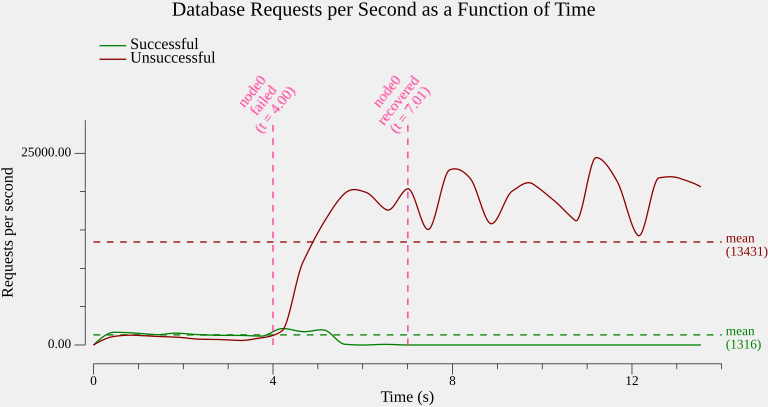 Database Requests per Second as a Function of Time
Successful
Unsuccessful
node0
failed
(t = 4.00)
node0
recovered
(t = 7.01)
25000.00
0.00
Requests per second
mean
(13431)
mean
(1316)
0
4
8
12
Time (s)